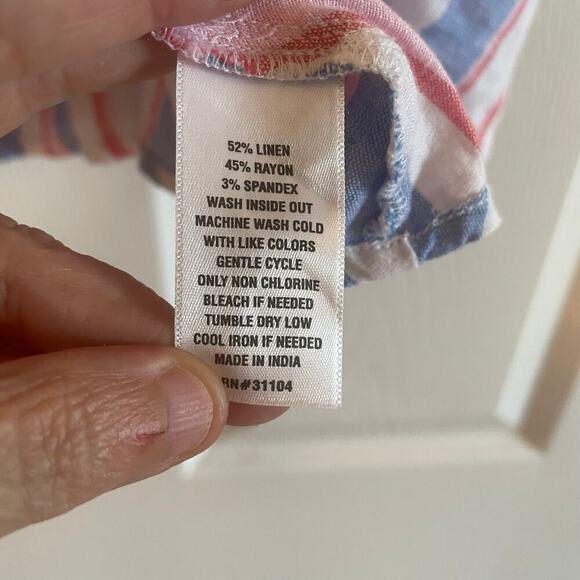 52% LINEN
45% RAYON
3% SPANDEX
WASH INSIDE OUT
MACHINE WASH COLD
WITH LIKE COLORS
GENTLE CYCLE
ONLY NON CHLORINE
BLEACH IF NEEDED
TUMBLE DRY LOW
COOL IRON IF NEEDED
MADE IN INDIA
RN#31104